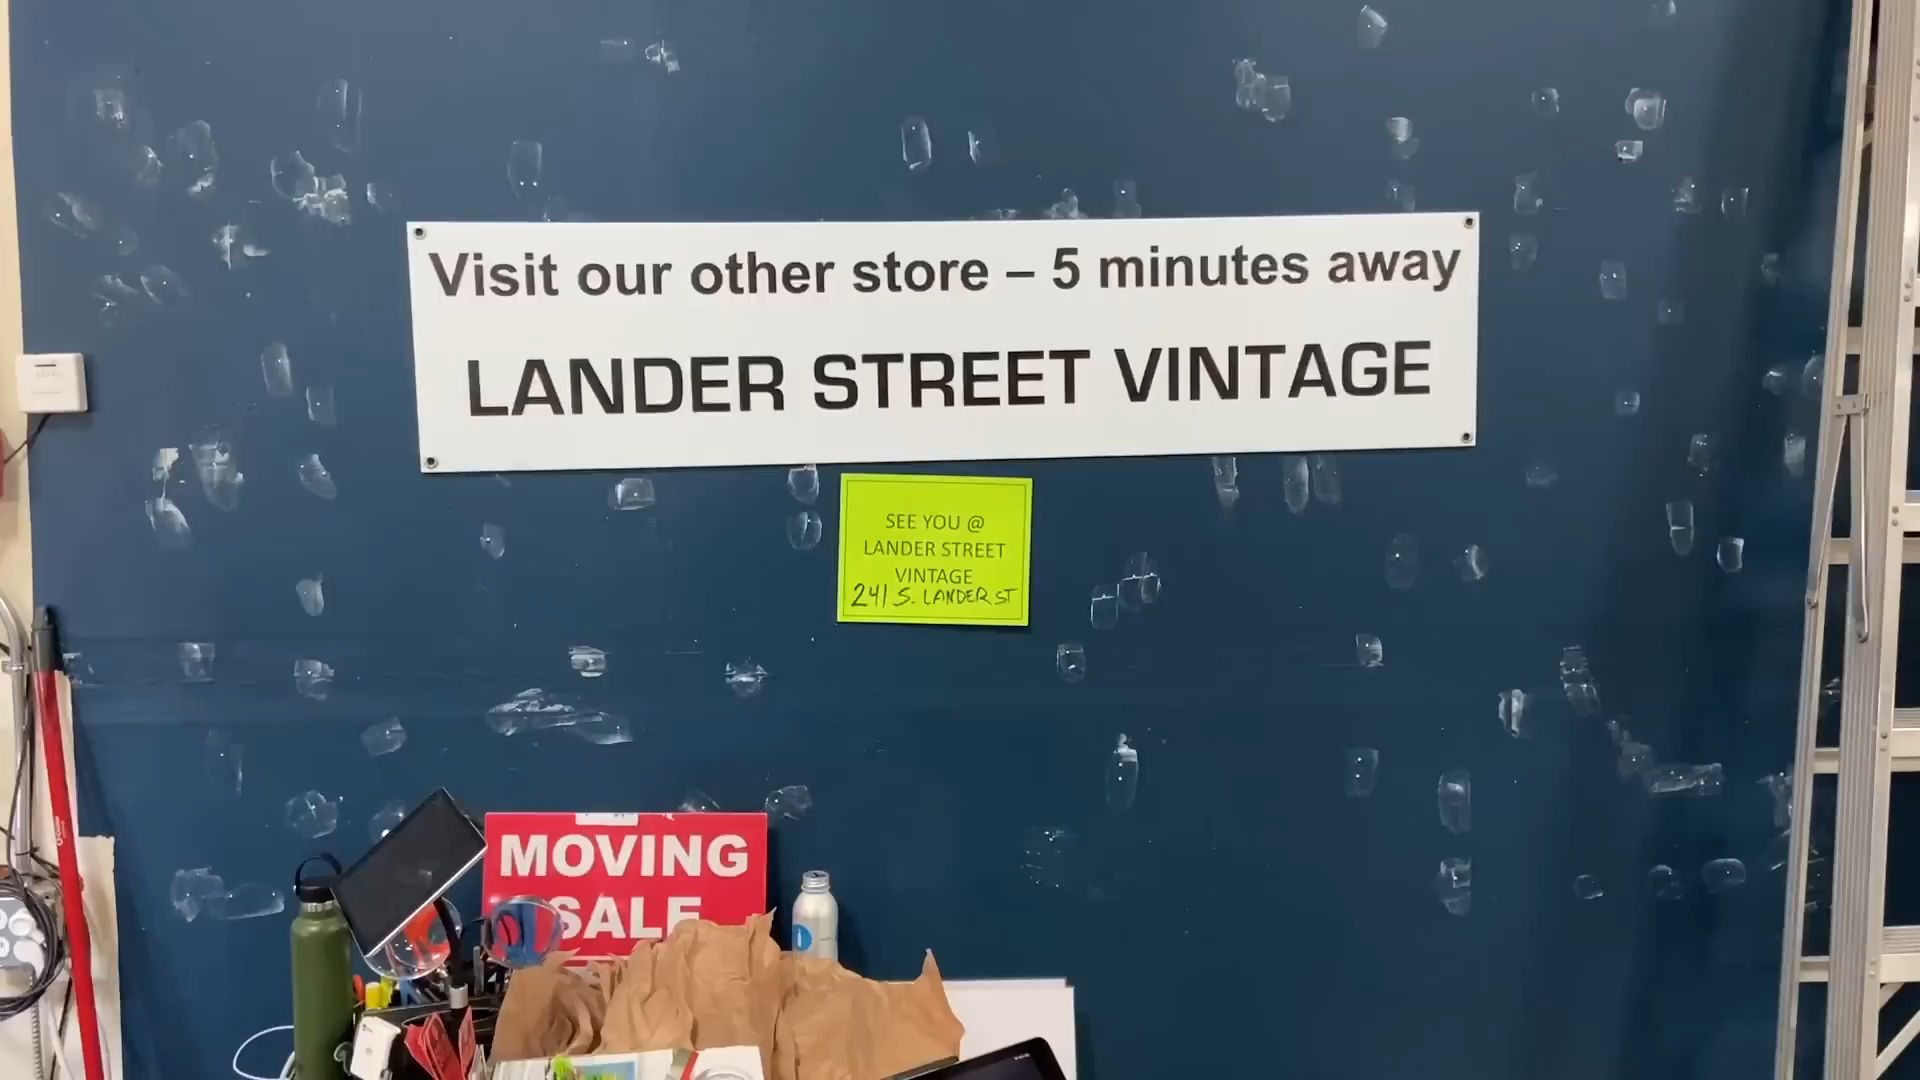 Visit our other store – 5 minutes away
LANDER STREET VINTAGE
SEE YOU @
LANDER STREET
VINTAGE
241 S. LANDER ST
MOVING
SALE